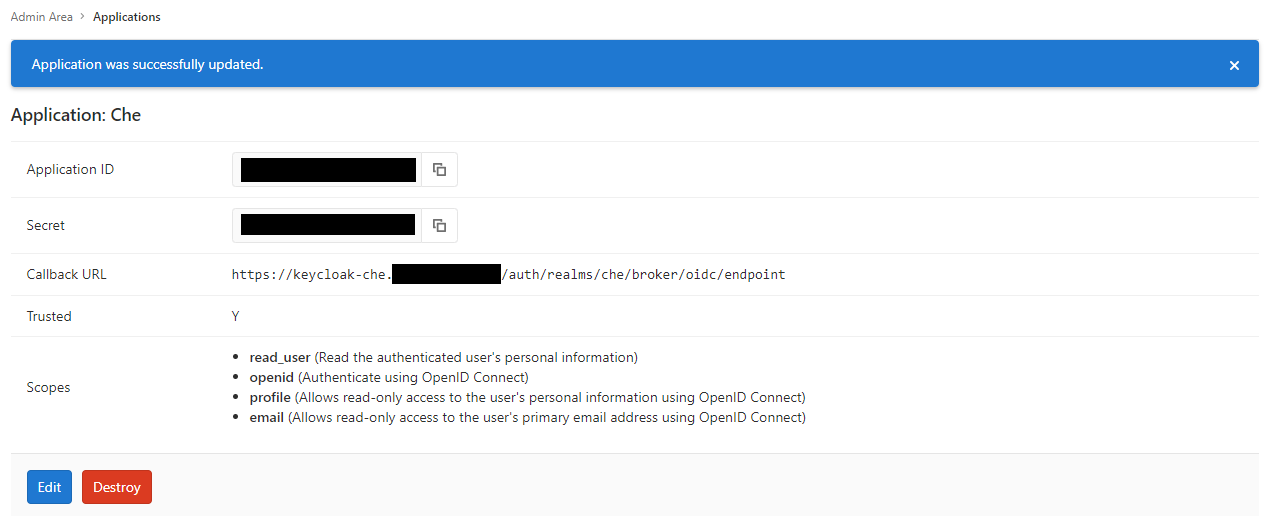 Admin Area > Applications
Application was successfully updated.
Application: Che
Application ID
Secret
Callback URL https://keycloak-che. /auth/realms/che/broker/oidc/endpoint
Trusted Y
Scopes
• read_user (Read the authenticated user's personal information)
• openid (Authenticate using OpenID Connect)
• profile (Allows read-only access to the user's personal information using OpenID Connect)
• email (Allows read-only access to the user's primary email address using OpenID Connect)
Edit Destroy